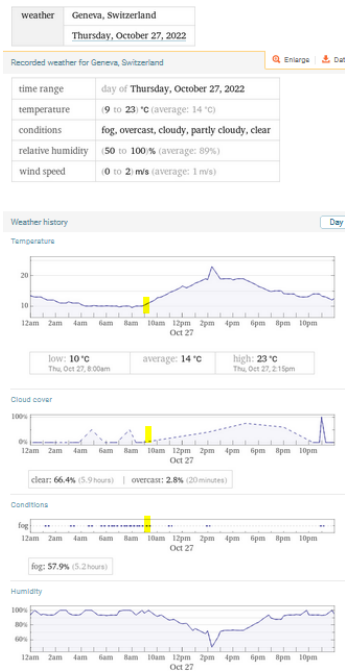 weather
Geneva, Switzerland
Thursday, October 27, 2022
Recorded weather for Geneva, Switzerland
Enlarge
Dat
time range
day of Thursday, October 27, 2022
temperature
(9 to 23) °C (average: 14 °C)
conditions
fog, overcast, cloudy, partly cloudy, clear
relative humidity
(50 to 100)% (average: 89%)
wind speed
(0 to 2) m/s (average: 1 m/s)
Weather history
Day
Temperature
20
10
12am 2am 4am 6am 8am 10am 12pm 2pm 4pm 6pm 8pm 10pm
Oct 27
low: 10 °C
Thu, Oct 27, 8:00am
average: 14 °C
high: 23 °C
Thu, Oct 27, 2:15pm
Cloud cover
100%
0%
12am 2am 4am 6am 8am 10am 12pm 2pm 4pm 6pm 8pm 10pm
Oct 27
clear: 66.4% (5.9 hours) | overcast: 2.8% (20 minutes)
Conditions
fog
12am 2am 4am 6am 8am 10am 12pm 2pm 4pm 6pm 8pm 10pm
Oct 27
fog: 57.9% (5.2 hours)
Humidity
100%
80%
60%
12am 2am 4am 6am 8am 10am 12pm 2pm 4pm 6pm 8pm 10pm
Oct 27